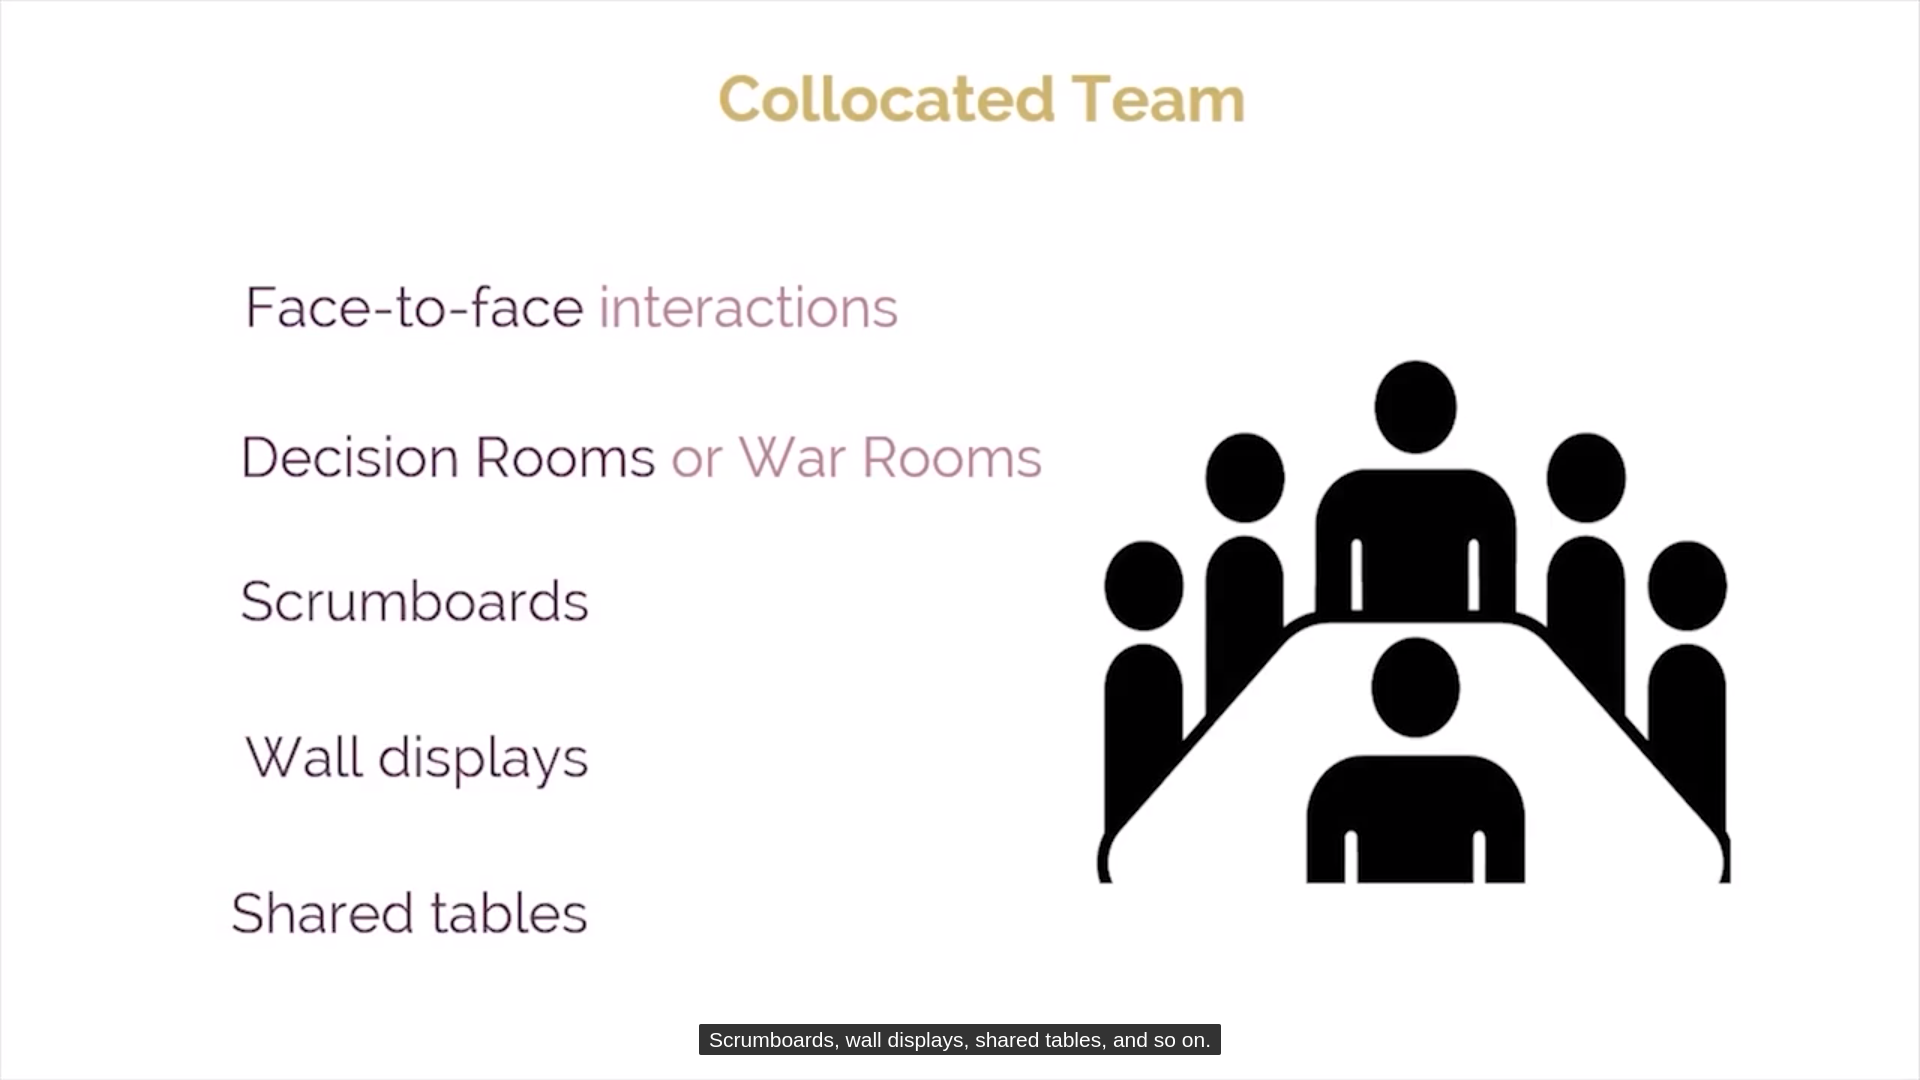 Collocated Team
Face-to-face interactions
Decision Rooms or War Rooms
Scrumboards
Wall displays
Shared tables
Scrumboards, wall displays, shared tables, and so on.